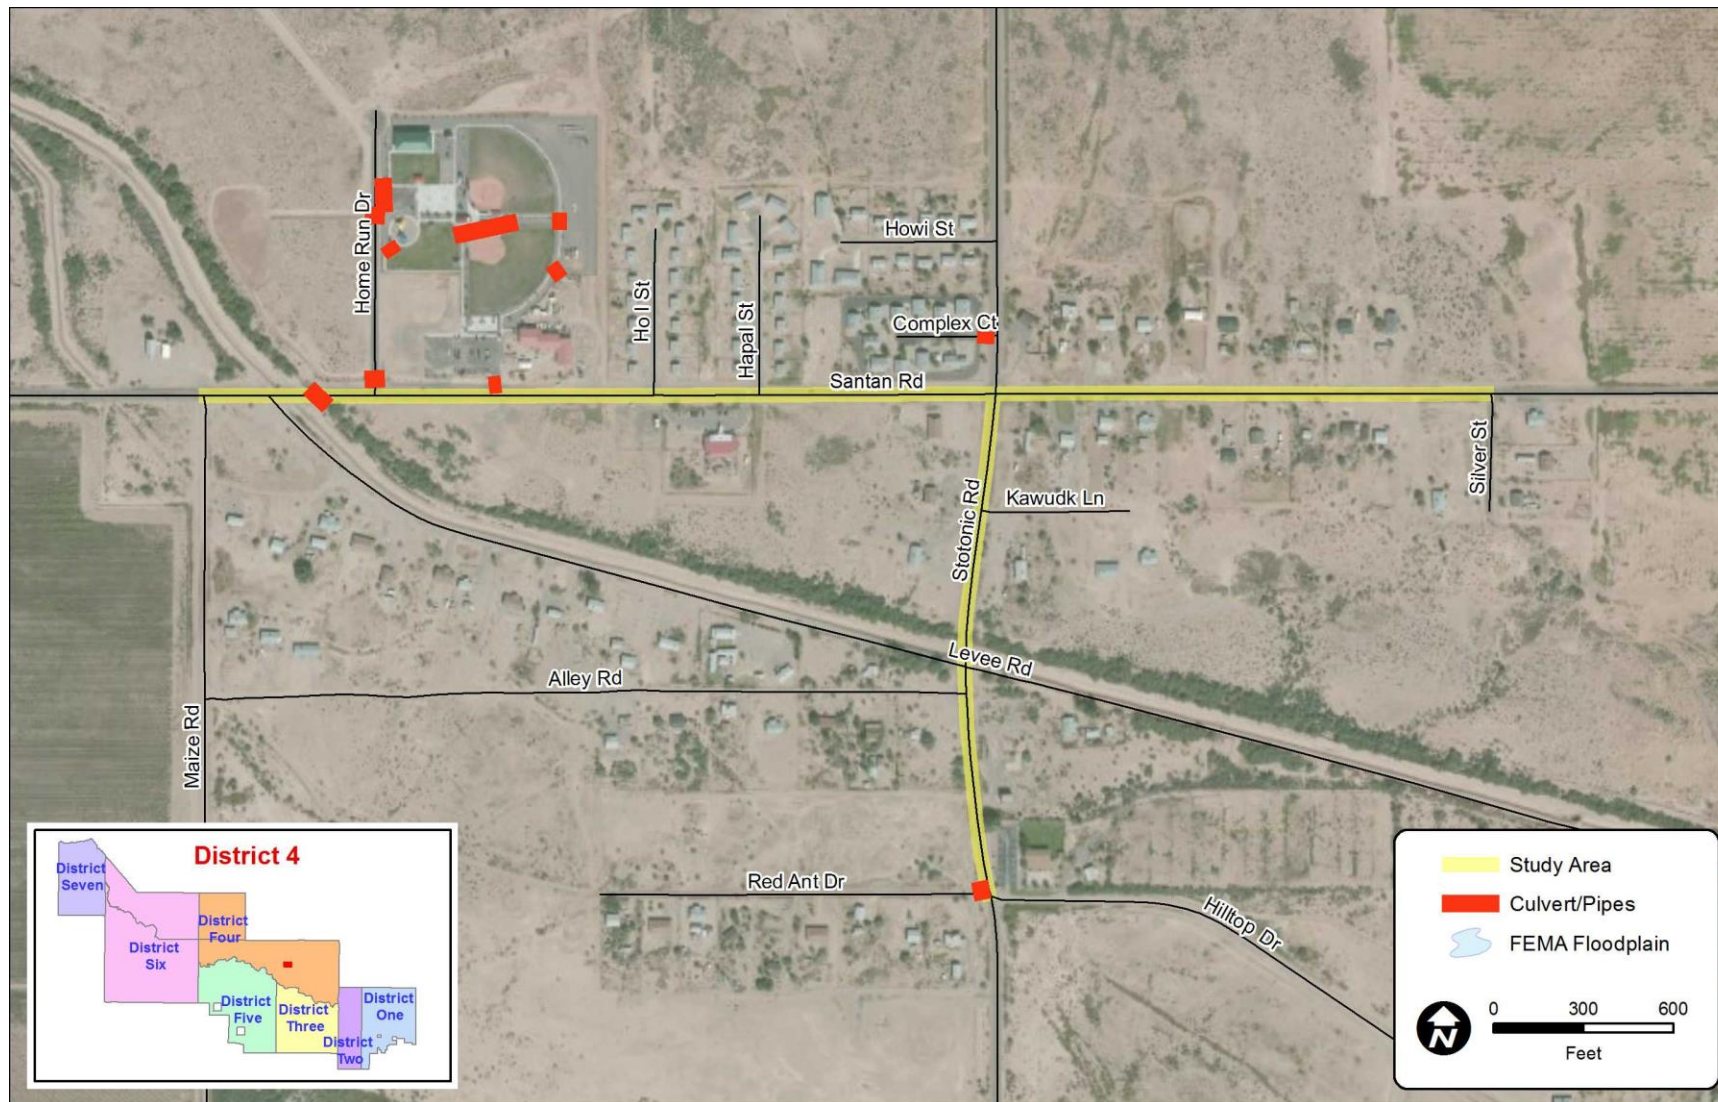 Home Run Dr
Ho I St
Hapal St
Howi St
Complex Ct
Santan Rd
Silver St
Kawudk Ln
Stotonic Rd
Levee Rd
Alley Rd
Maize Rd
Red Ant Dr
Hilltop Dr
District 4
District
Seven
District
Four
District
Six
District
Five
District
Three
District
Two
District
One
Study Area
Culvert/Pipes
FEMA Floodplain
N
0 300 600
Feet